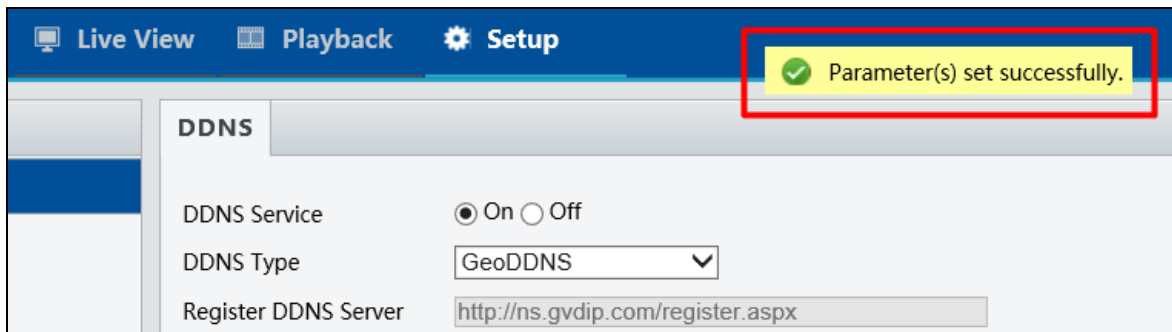 Live View Playback Setup
Parameter(s) set successfully.
DDNS
DDNS Service On Off
DDNS Type GeoDDNS
Register DDNS Server http://ns.gvdip.com/register.aspx